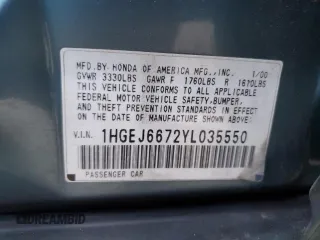 MFD.BY HONDA OF AMERICA MFG.,INC. 1/00
GVWR 3330LBS GAWR F 1760LBS R 1610LBS
THIS VEHICLE CONFORMS TO ALL APPLICABLE
FEDERAL MOTOR VEHICLE SAFETY,BUMPER,
AND THEFT PREVENTION STANDARDS IN EFFECT
ON THE DATE OF MANUFACTURE SHOWN ABOVE.
V.I.N. 1HGEJ6672YL035550
PASSENGER CAR
© IDREAMBID